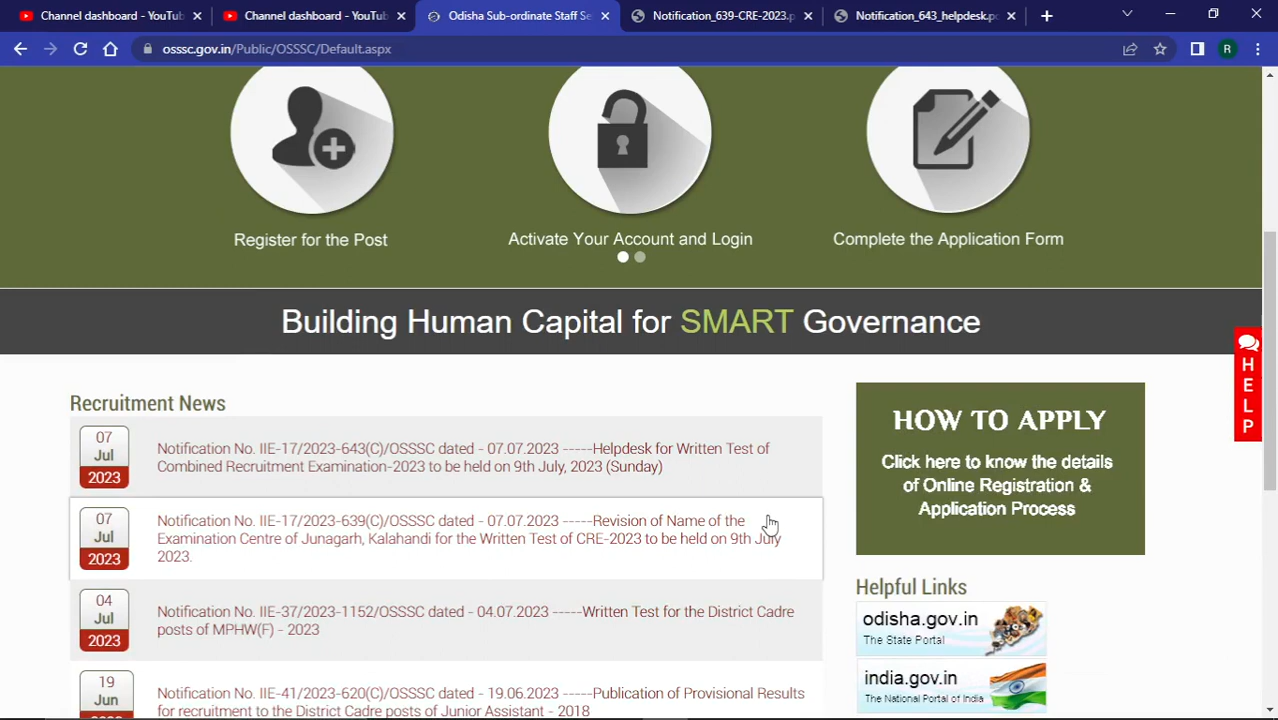 Channel dashboard - YouTu
Channel dashboard - YouTu
Odisha Sub-ordinate Staff Se
Notification_639-CRE-2023.p
Notification_643_helpdesk.pc
osssc.gov.in/Public/OSSSC/Default.aspx
R
Register for the Post
Activate Your Account and Login
Complete the Application Form
Building Human Capital for SMART Governance
HELP
Recruitment News
07 Jul 2023
Notification No. IIE-17/2023-643(C)/OSSSC dated - 07.07.2023 -----Helpdesk for Written Test of
Combined Recruitment Examination-2023 to be held on 9th July, 2023 (Sunday)
07 Jul 2023
Notification No. IIE-17/2023-639(C)/OSSSC dated - 07.07.2023 -----Revision of Name of the
Examination Centre of Junagarh, Kalahandi for the Written Test of CRE-2023 to be held on 9th July
2023.
04 Jul 2023
Notification No. IIE-37/2023-1152/OSSSC dated - 04.07.2023 -----Written Test for the District Cadre
posts of MPHW(F) - 2023
19 Jun
Notification No. IIE-41/2023-620(C)/OSSSC dated - 19.06.2023 -----Publication of Provisional Results
for recruitment to the District Cadre posts of Junior Assistant - 2018
HOW TO APPLY
Click here to know the details
of Online Registration &
Application Process
Helpful Links
odisha.gov.in
The State Portal
india.gov.in
The National Portal of India